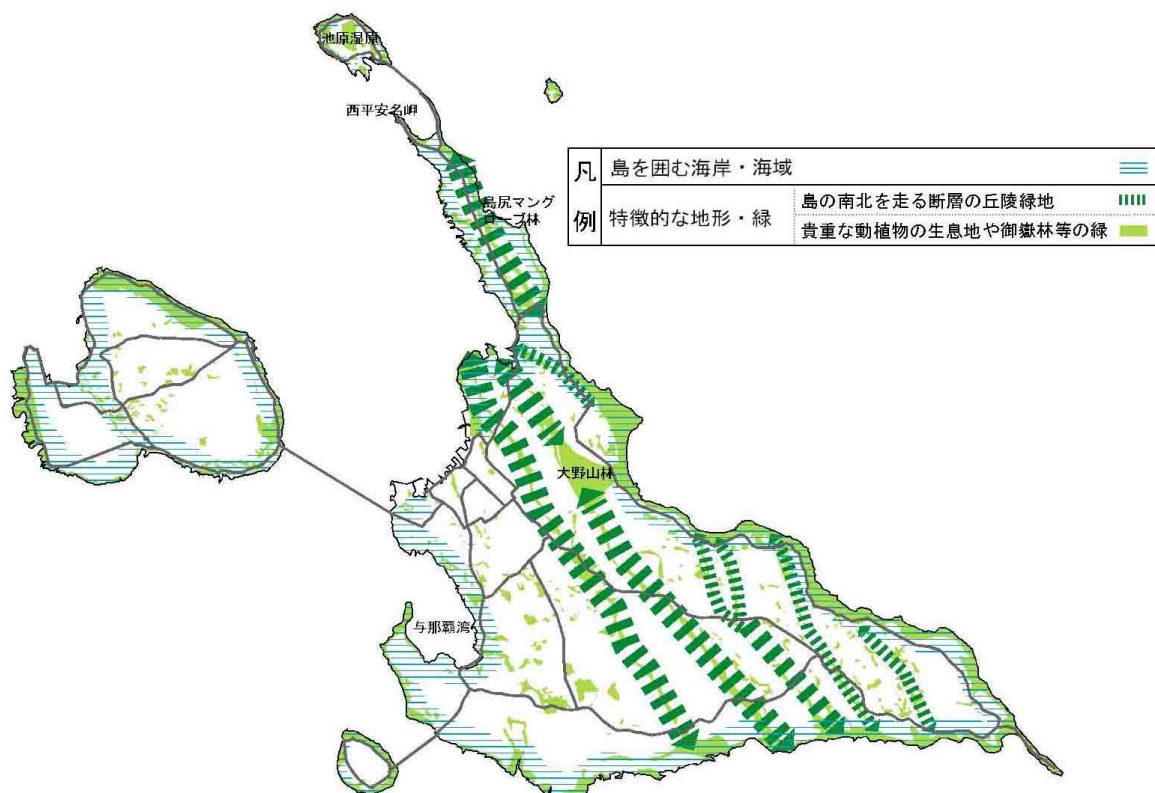 池原湿原
西平安名岬
島尻マング
ローブ林
凡
例
島を囲む海岸・海域
特徴的な地形・緑
島の南北を走る断層の丘陵緑地
貴重な動植物の生息地や御嶽林等の緑
大野山林
与那覇湾